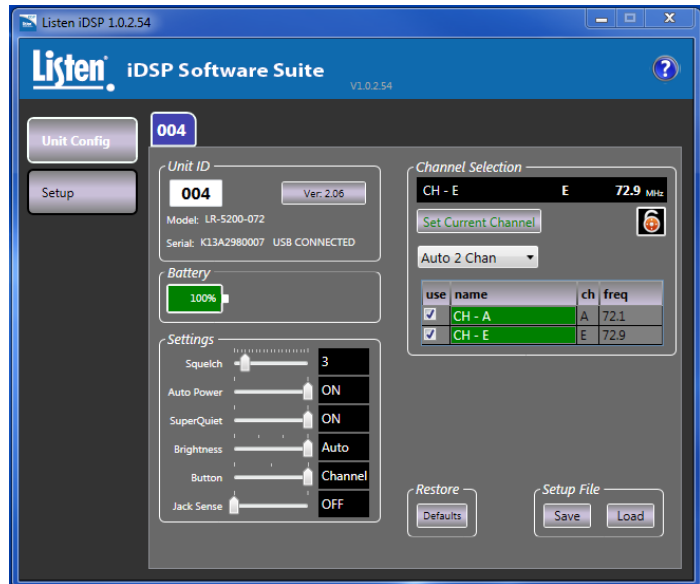 Listen iDSP 1.0.2.54
Listen iDSP Software Suite
V1.0.2.54
?
Unit Config
Setup
004
Unit ID
004 Ver: 2.06
Model: LR-5200-072
Serial: K13A2980007 USB CONNECTED
Battery
100%
Settings
Squelch 3
Auto Power ON
SuperQuiet ON
Brightness Auto
Button Channel
Jack Sense OFF
Channel Selection
CH - E E 72.9 MHz
Set Current Channel
Auto 2 Chan
use name ch freq
CH - A A 72.1
CH - E E 72.9
Restore
Defaults
Setup File
Save Load